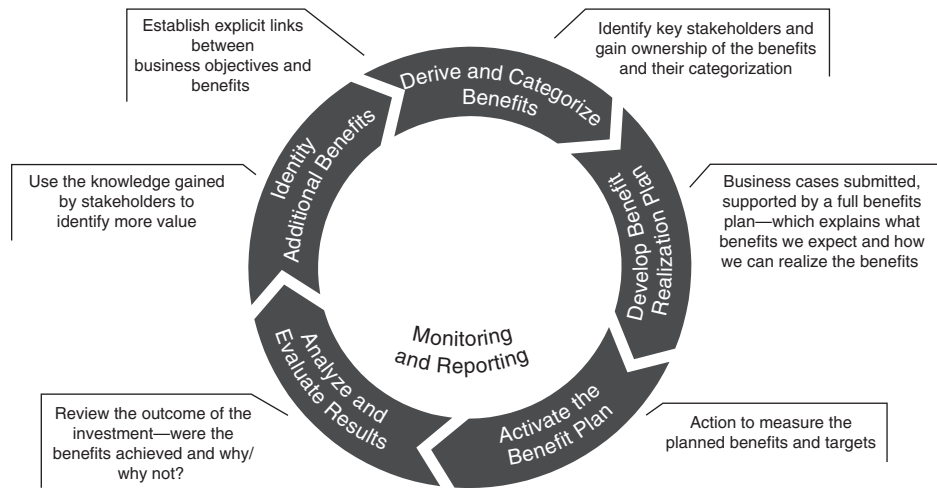 Establish explicit links
between
business objectives and
benefits
Identify key stakeholders and
gain ownership of the benefits
and their categorization
Derive and Categorize
Benefits
Business cases submitted,
supported by a full benefits
plan—which explains what
benefits we expect and how
we can realize the benefits
Develop Benefit
Realization Plan
Action to measure the
planned benefits and targets
Activate the
Benefit Plan
Review the outcome of the
investment—were the
benefits achieved and why/
why not?
Analyze and
Evaluate Results
Use the knowledge gained
by stakeholders to
identify more value
Identity
Additional Benefits
Monitoring
and Reporting